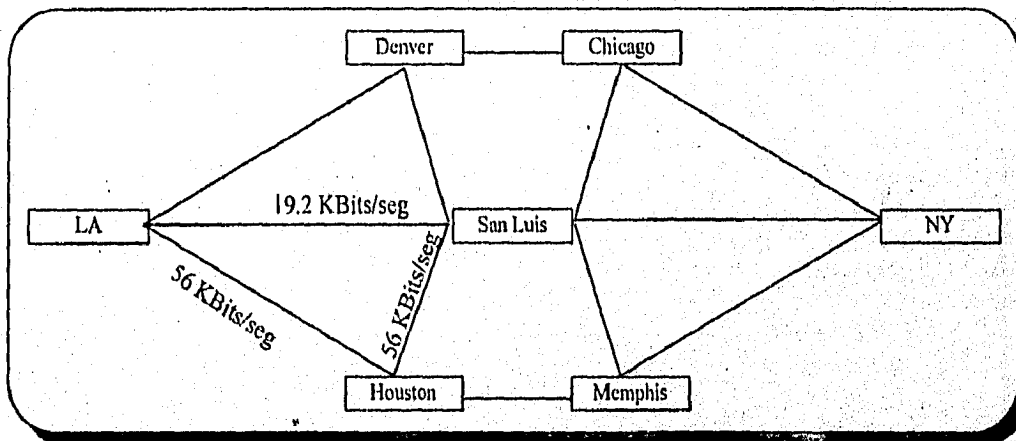 Denver
Chicago
19.2 KBits/seg
LA
San Luis
NY
56 KBits/seg
56 KBits/seg
Houston
Memphis